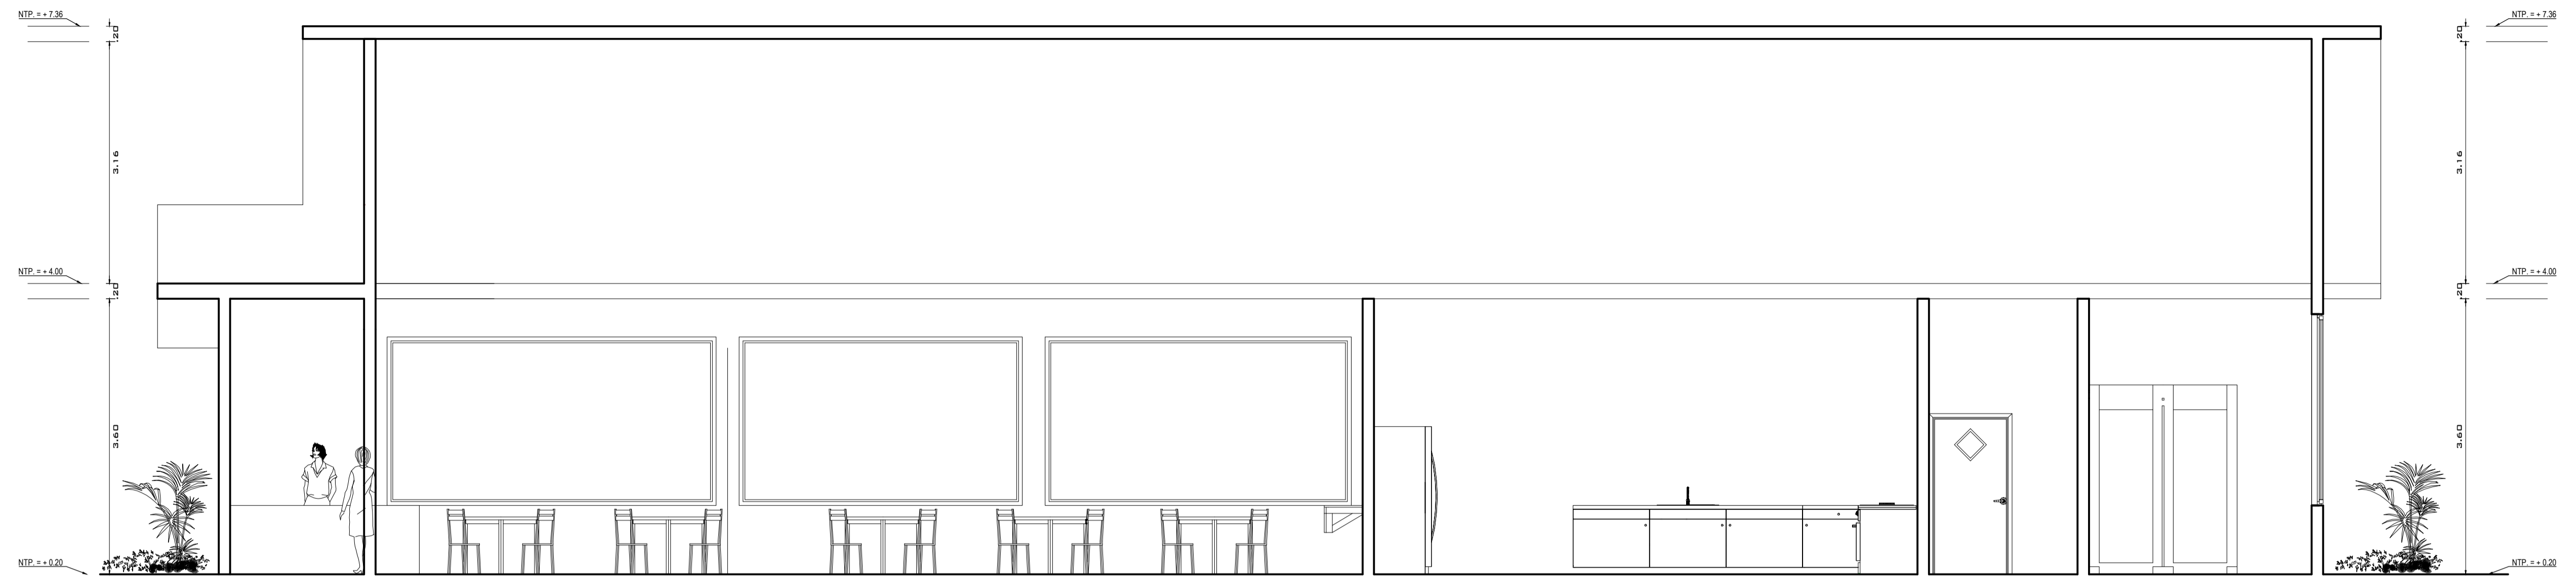 NTP. = + 7.36
NTP. = + 7.36
.20
.20
3.16
3.16
NTP. = + 4.00
NTP. = + 4.00
.20
.20
3.60
3.60
NTP. = + 0.20
NTP. = + 0.20